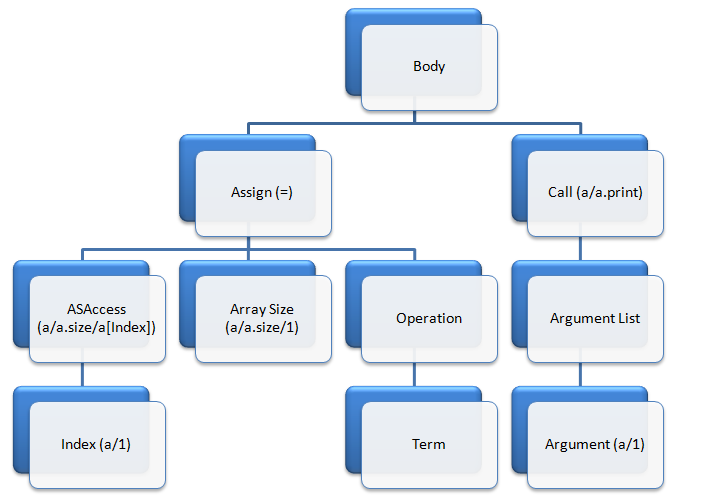 Body
Assign (=)
Call (a/a.print)
ASAccess
(a/a.size/a[Index])
Array Size
(a/a.size/1)
Operation
Argument List
Index (a/1)
Term
Argument (a/1)